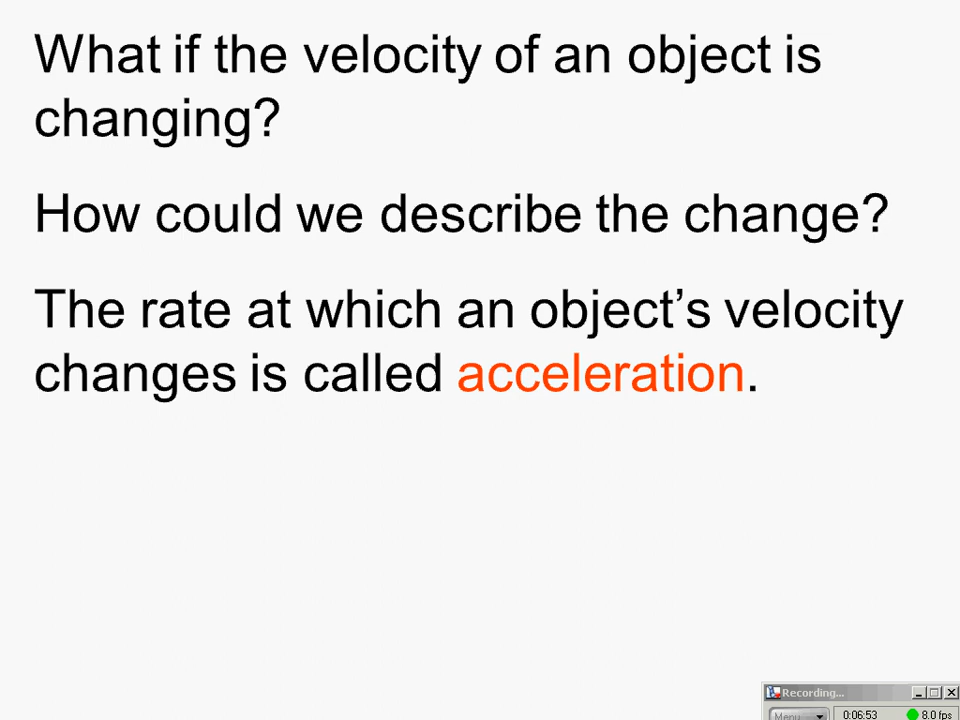 What if the velocity of an object is
changing?
How could we describe the change?
The rate at which an object’s velocity
changes is called acceleration.
Recording...
Menu
0:06:53
8.0 fps